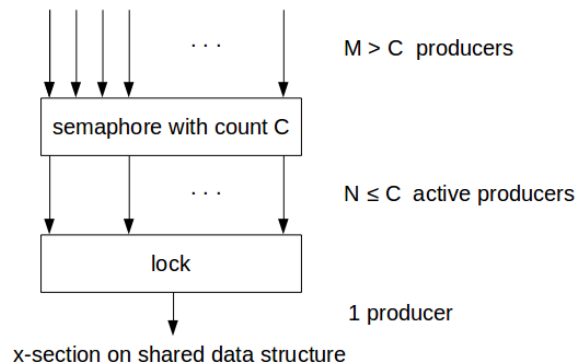 . . .
M > C producers
semaphore with count C
. . .
N ≤ C active producers
lock
1 producer
x-section on shared data structure